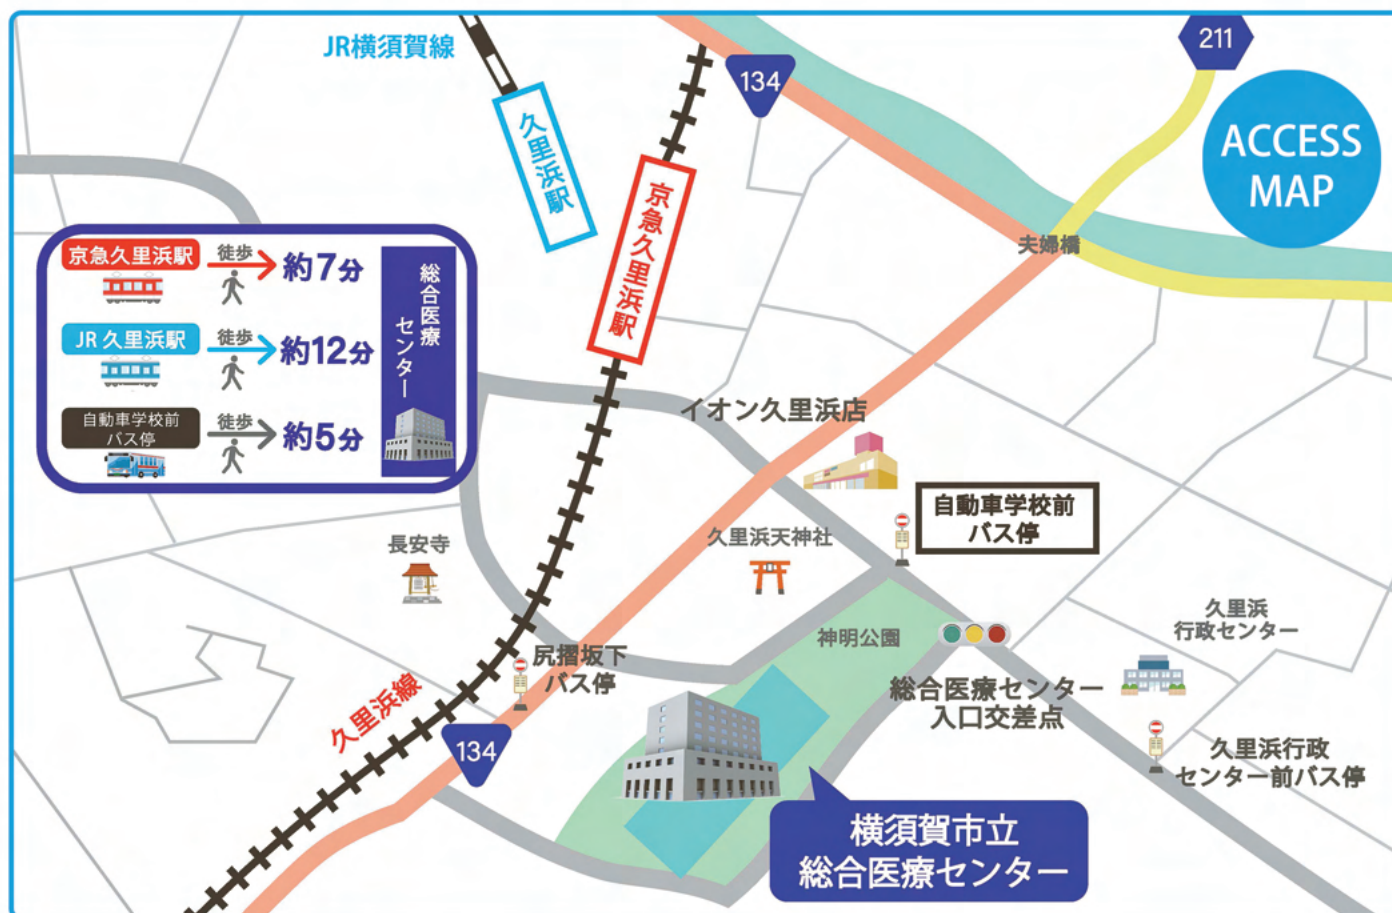 JR横須賀線
久里浜駅
京急久里浜駅
134
211
ACCESS
MAP
夫婦橋
京急久里浜駅
徒歩
約7分
JR 久里浜駅
徒歩
約12分
自動車学校前
バス停
徒歩
約5分
総合医療
センター
イオン久里浜店
自動車学校前
バス停
長安寺
久里浜天神社
久里浜
行政センター
神明公園
尻摺坂下
バス停
総合医療センター
入口交差点
久里浜線
134
久里浜行政
センター前バス停
横須賀市立
総合医療センター